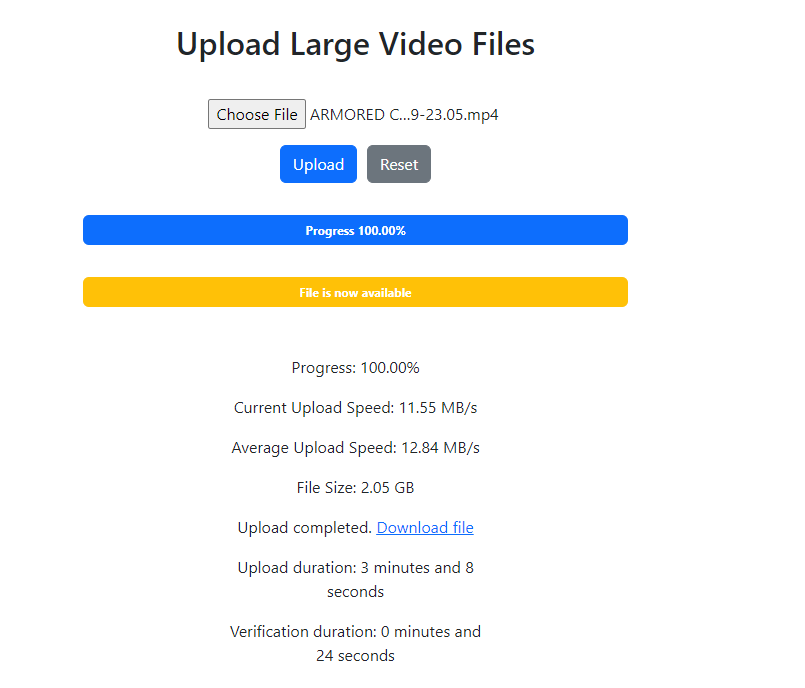 Upload Large Video Files
Choose File ARMORED C...9-23.05.mp4
Upload Reset
Progress 100.00%
File is now available
Progress: 100.00%
Current Upload Speed: 11.55 MB/s
Average Upload Speed: 12.84 MB/s
File Size: 2.05 GB
Upload completed. Download file
Upload duration: 3 minutes and 8
seconds
Verification duration: 0 minutes and
24 seconds